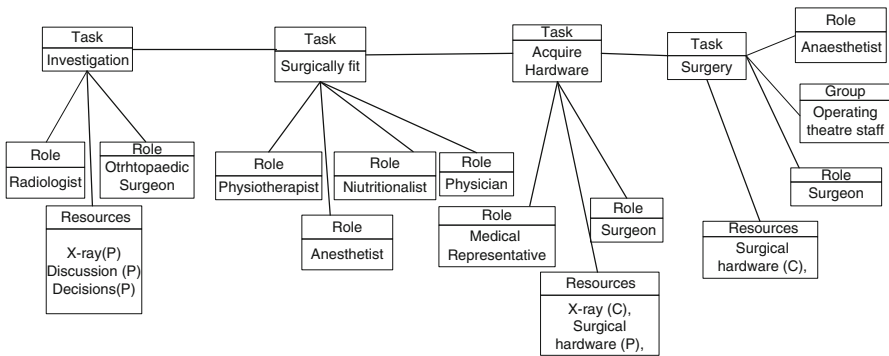 Task
Investigation
Task
Surgically fit
Task
Acquire
Hardware
Task
Surgery
Role
Anaesthetist
Group
Operating
theatre staff
Role
Surgeon
Resources
Surgical
hardware (C),
Role
Radiologist
Role
Otrhtopaedic
Surgeon
Resources
X-ray(P)
Discussion (P)
Decisions(P)
Role
Physiotherapist
Role
Niutritionalist
Role
Physician
Role
Anesthetist
Role
Medical
Representative
Role
Surgeon
Resources
X-ray (C),
Surgical
hardware (P),